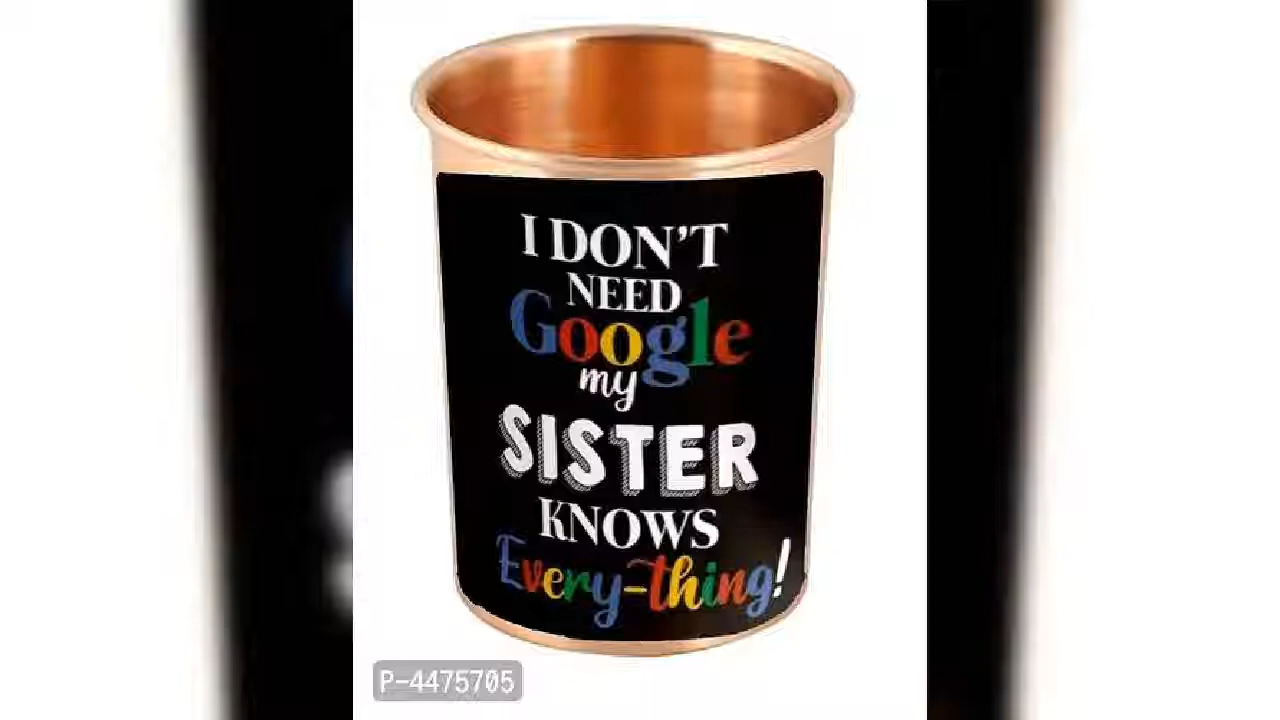 I DON'T
NEED
Google
my
SISTER
KNOWS
Every-thing!
P-4475705